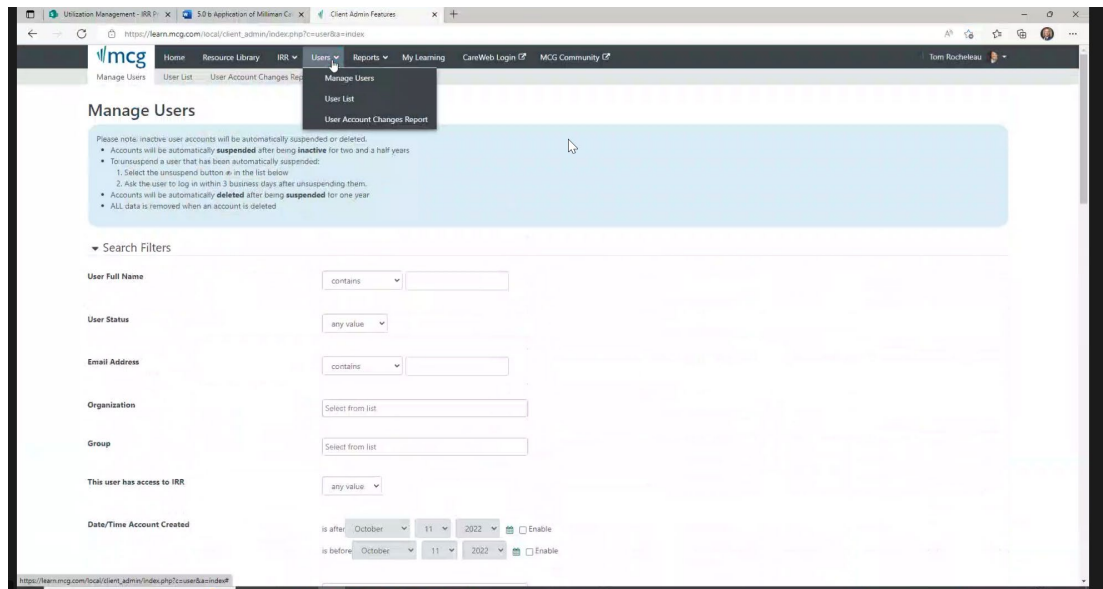 Utilization Management - IRR P
5.0 b Application of Milliman Ca
Client Admin Features
https://learn.mcg.com/local/client_admin/index.php?c=user&a=index
mcg
Home Resource Library IRR Users Reports My Learning CareWeb Login MCG Community
Tom Rocheleau
Manage Users User List User Account Changes Rep
Manage Users
User List
User Account Changes Report
Manage Users
Please note, inactive user accounts will be automatically suspended or deleted.
• Accounts will be automatically suspended after being inactive for two and a half years
• To unsuspend a user that has been automatically suspended:
1. Select the unsuspend button in the list below
2. Ask the user to log in within 3 business days after unsuspending them.
• Accounts will be automatically deleted after being suspended for one year
• ALL data is removed when an account is deleted
Search Filters
User Full Name
contains
User Status
any value
Email Address
contains
Organization
Select from list
Group
Select from list
This user has access to IRR
any value
Date/Time Account Created
is after October 11 2022 Enable
is before October 11 2022 Enable
https://learn.mcg.com/local/client_admin/index.php?c=user&a=index#